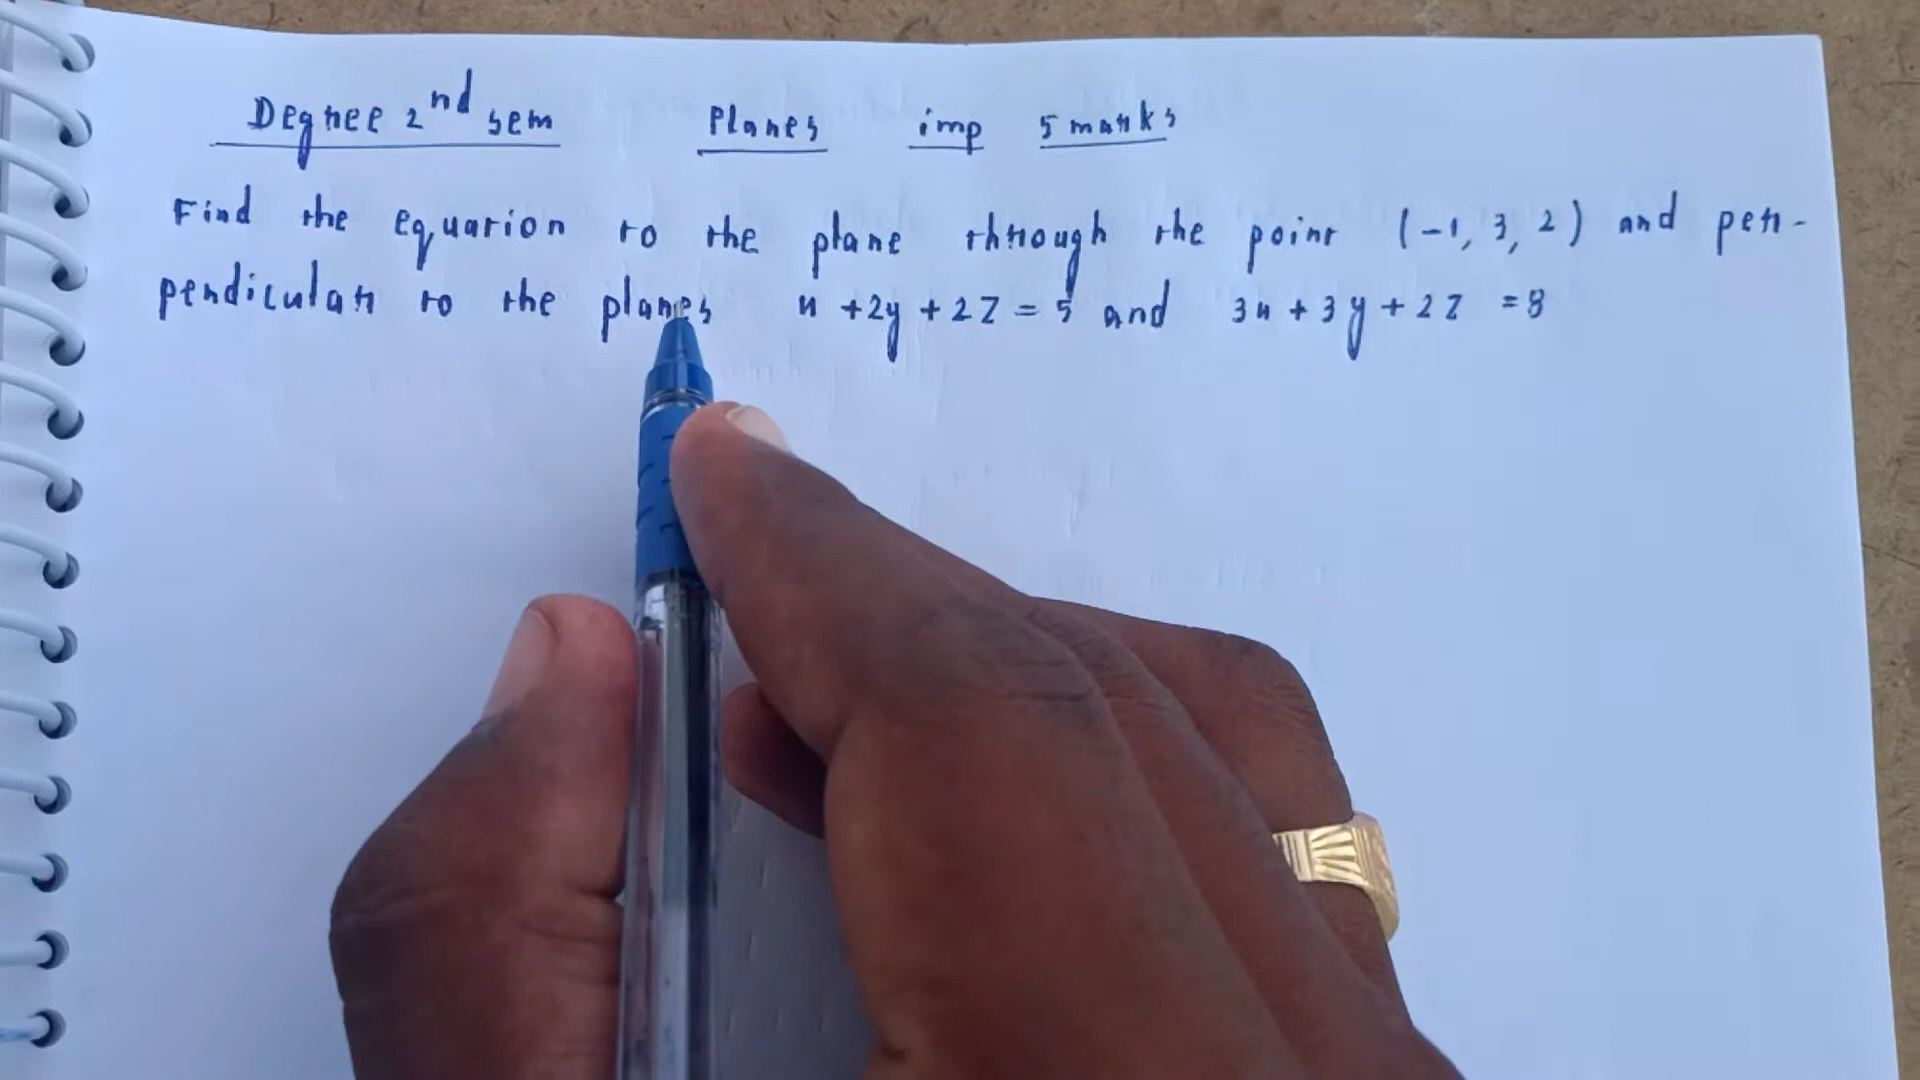 Degree 2nd sem Planes imp 5 marks
Find the equation to the plane through the point (-1, 3, 2) and per-
pendicular to the planes x + 2y + 2z = 5 and 3x + 3y + 2z = 8